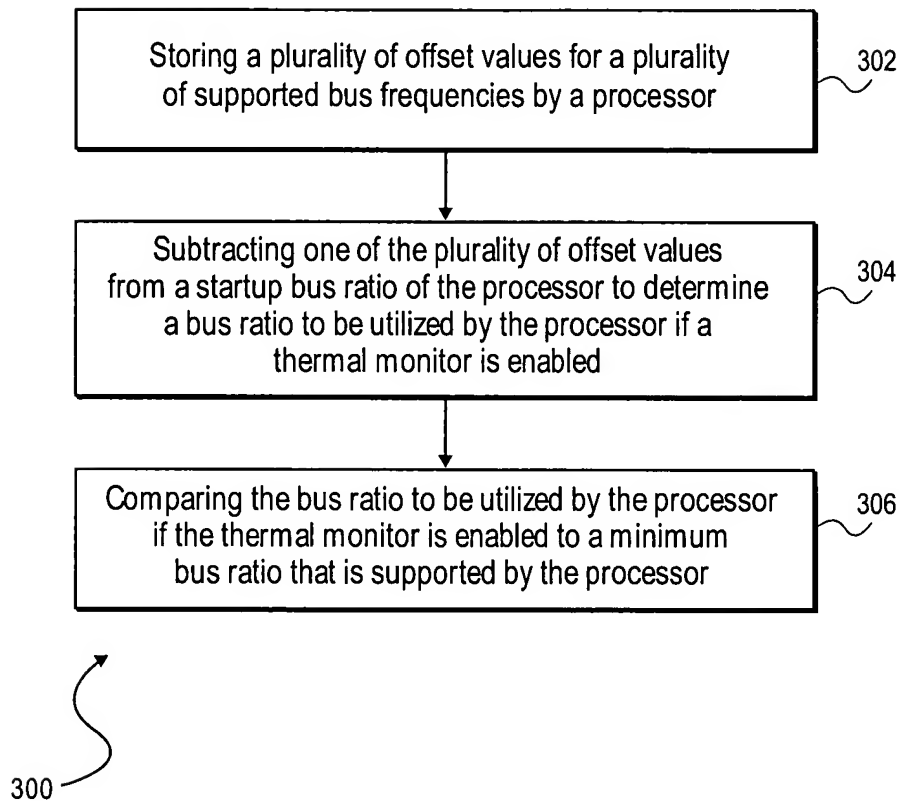 Storing a plurality of offset values for a plurality
of supported bus frequencies by a processor
302
Subtracting one of the plurality of offset values
from a startup bus ratio of the processor to determine
a bus ratio to be utilized by the processor if a
thermal monitor is enabled
304
Comparing the bus ratio to be utilized by the processor
if the thermal monitor is enabled to a minimum
bus ratio that is supported by the processor
306
300